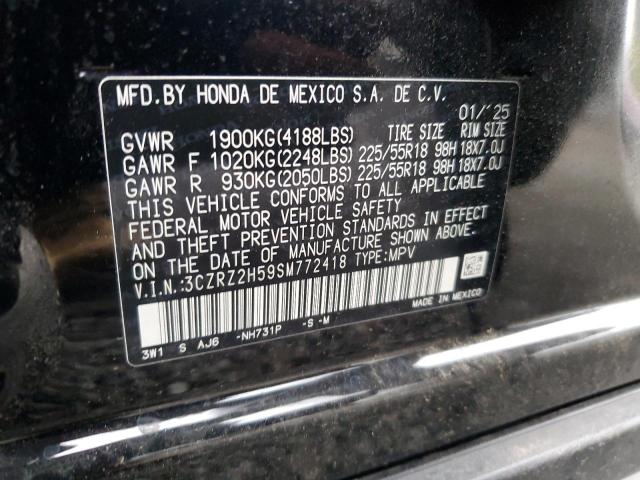 MFD.BY HONDA DE MEXICO S.A. DE C.V.
01/'25
GVWR 1900KG(4188LBS) TIRE SIZE RIM SIZE
GAWR F 1020KG(2248LBS) 225/55R18 98H 18X7.0J
GAWR R 930KG(2050LBS) 225/55R18 98H 18X7.0J
THIS VEHICLE CONFORMS TO ALL APPLICABLE
FEDERAL MOTOR VEHICLE SAFETY
AND THEFT PREVENTION STANDARDS IN EFFECT
ON THE DATE OF MANUFACTURE SHOWN ABOVE.
V.I.N.:3CZRZ2H59SM772418 TYPE:MPV
MADE IN MEXICO
3W1 S AJ6 -NH731P -S-M